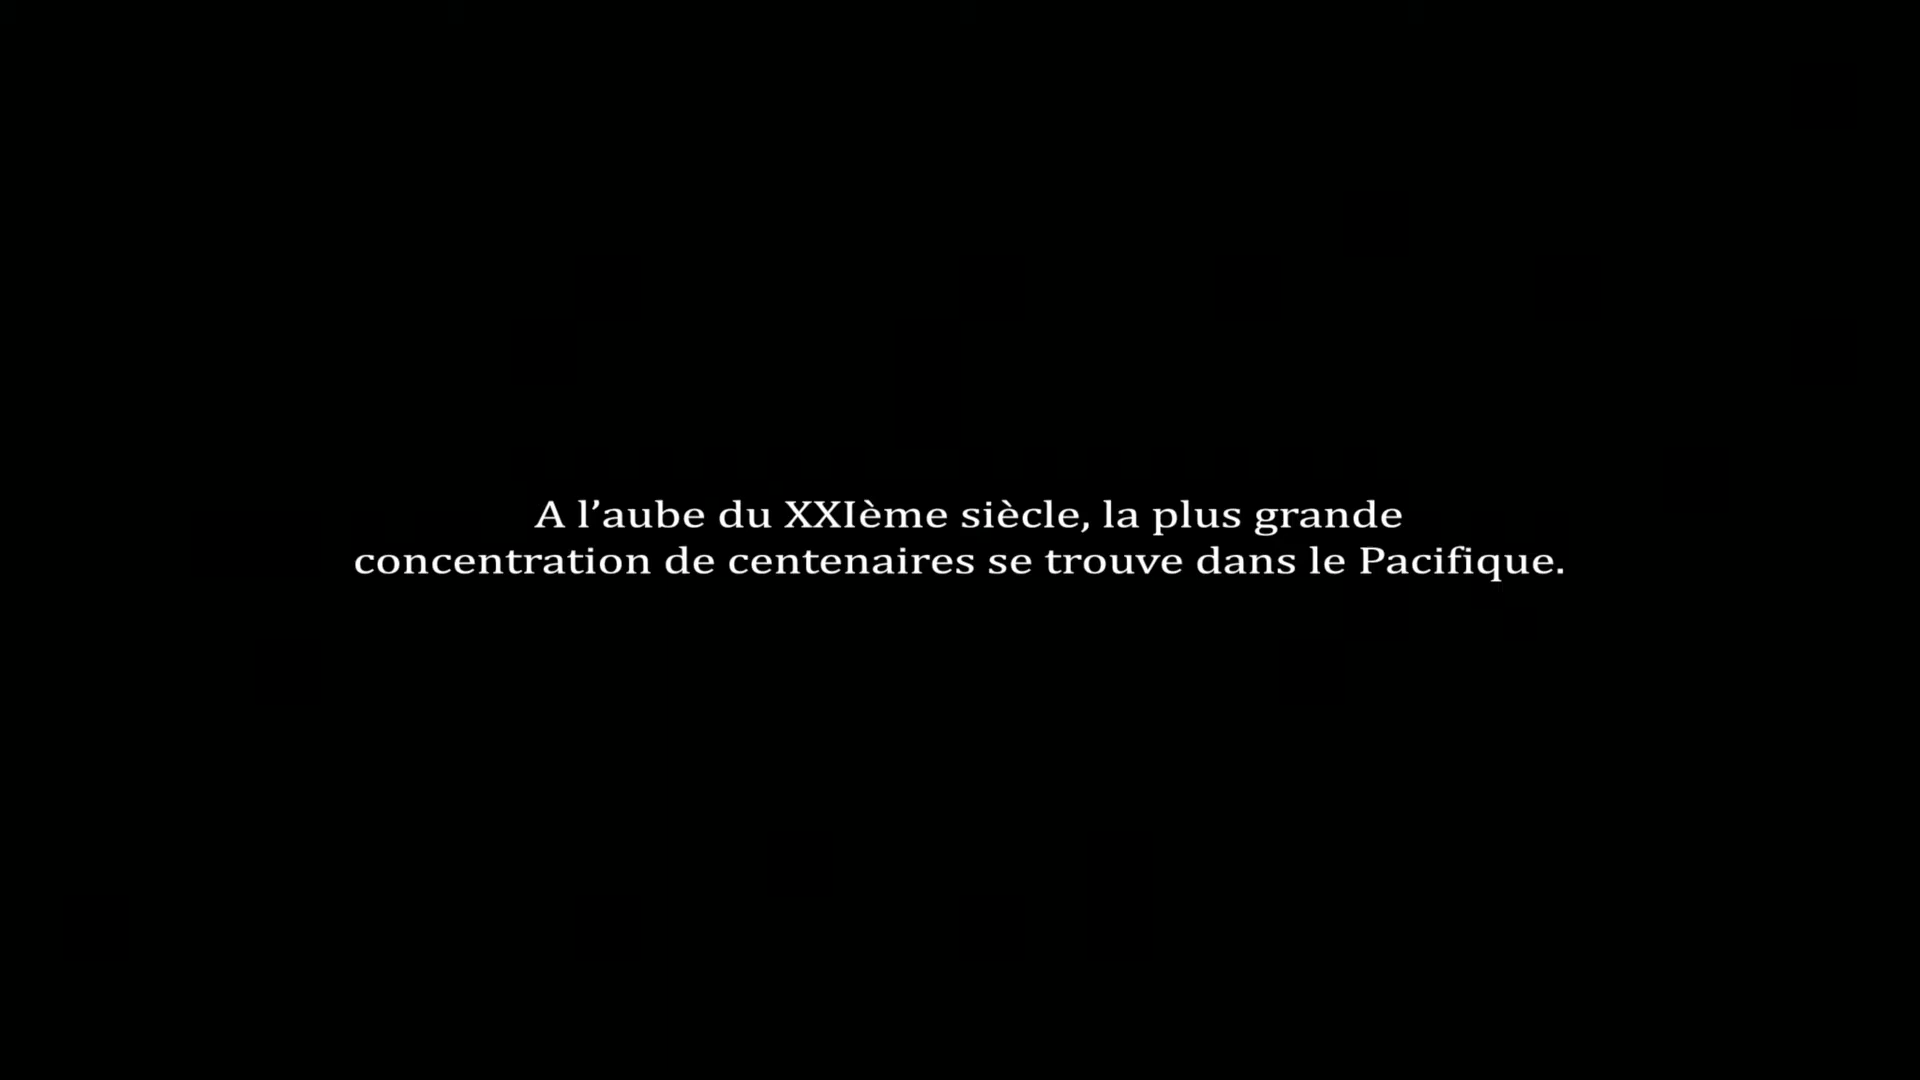 A l’aube du XXIème siècle, la plus grande
concentration de centenaires se trouve dans le Pacifique.